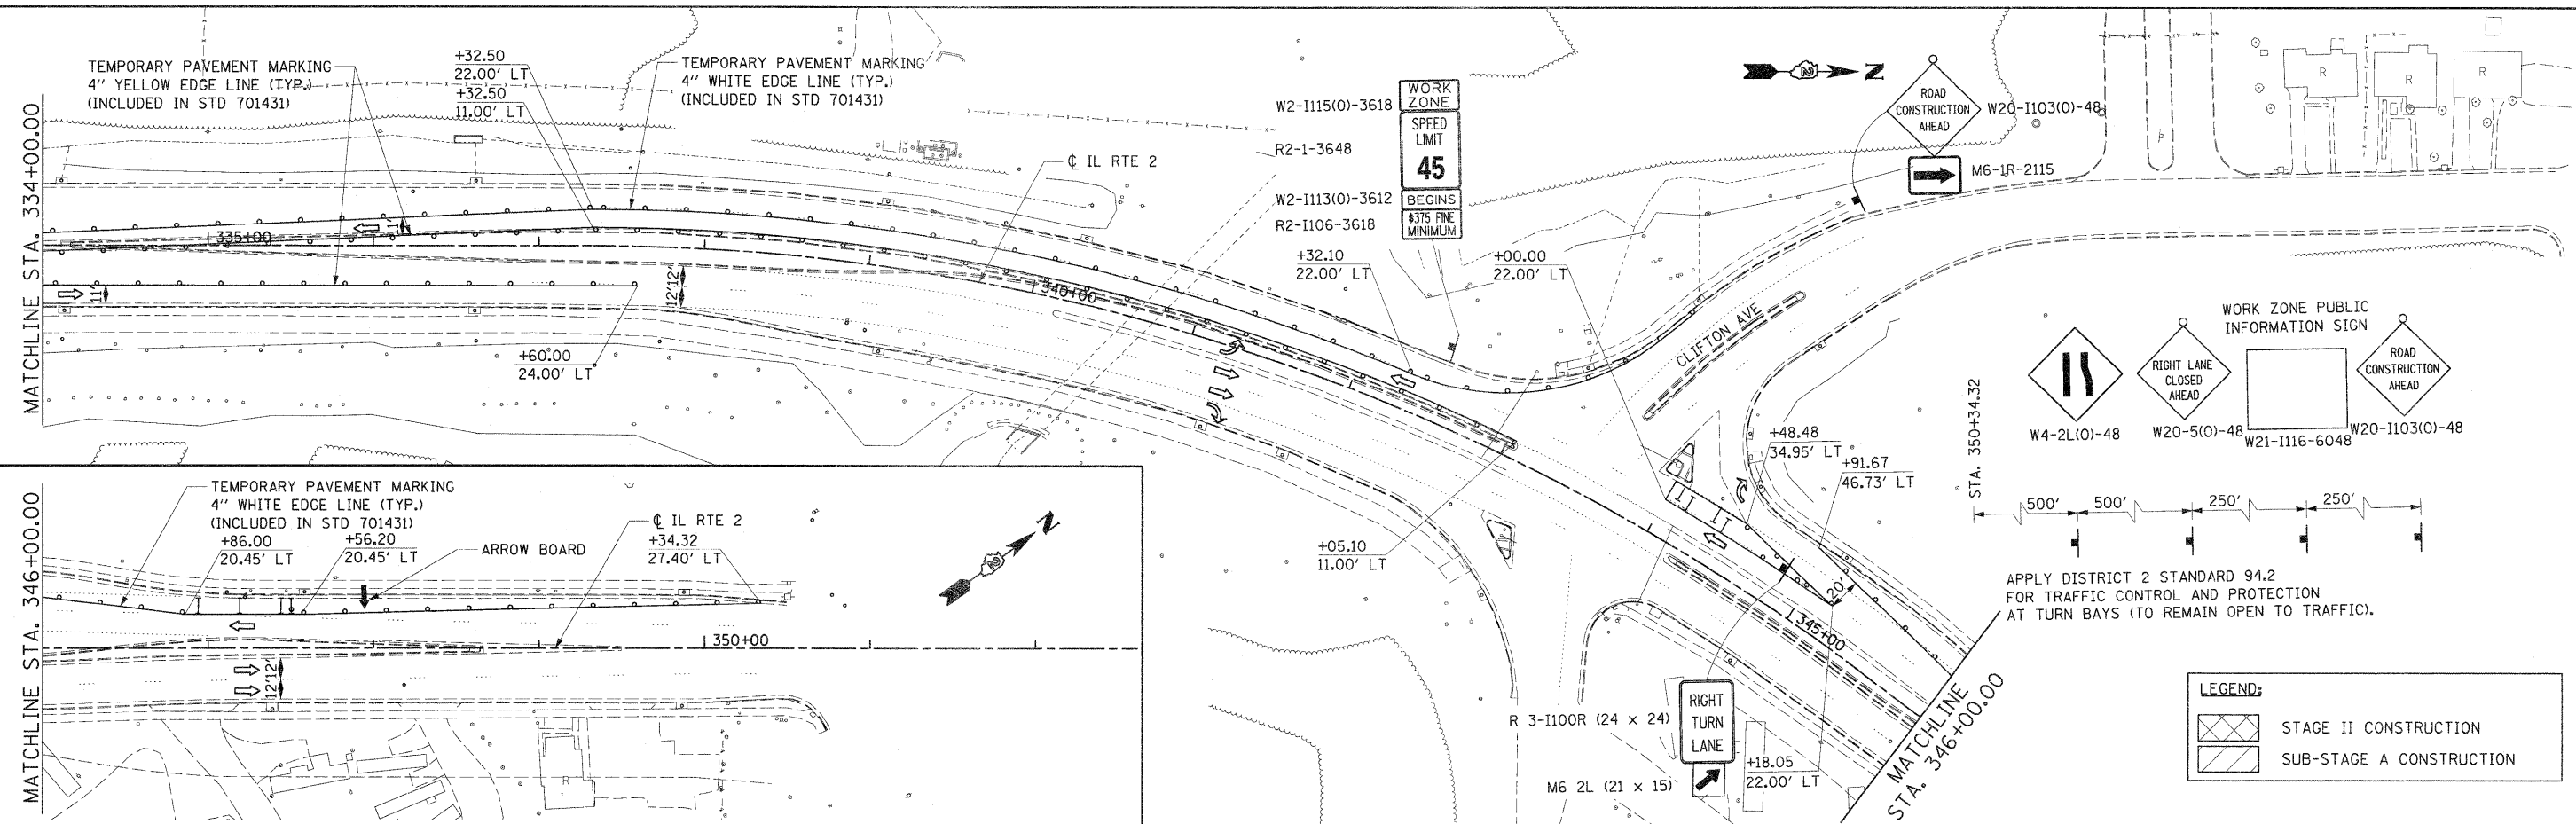 TEMPORARY PAVEMENT MARKING
4" YELLOW EDGE LINE (TYP.)
(INCLUDED IN STD 701431)
+32.50
22.00' LT
+32.50
11.00' LT
TEMPORARY PAVEMENT MARKING
4" WHITE EDGE LINE (TYP.)
(INCLUDED IN STD 701431)
MATCHLINE STA. 334+00.00
335+00
11'
11'
12'12'
+60.00
24.00' LT
℄ IL RTE 2
340+00
W2-I115(O)-3618
R2-1-3648
W2-I113(O)-3612
R2-I106-3618
WORK
ZONE
SPEED
LIMIT
45
BEGINS
$375 FINE
MINIMUM
+32.10
22.00' LT
+00.00
22.00' LT
2
N
ROAD
CONSTRUCTION
AHEAD
W20-I103(O)-48
M6-1R-2115
R
R
R
P
CLIFTON AVE
+48.48
34.95' LT
+91.67
46.73' LT
+05.10
11.00' LT
20'
345+00
RIGHT
TURN
LANE
R 3-I100R (24 x 24)
M6 2L (21 x 15)
+18.05
22.00' LT
MATCHLINE
STA. 346+00.00
STA. 350+34.32
WORK ZONE PUBLIC
INFORMATION SIGN
RIGHT LANE
CLOSED
AHEAD
ROAD
CONSTRUCTION
AHEAD
W4-2L(O)-48
W20-5(O)-48
W21-I116-6048
W20-I103(O)-48
500'
500'
250'
250'
APPLY DISTRICT 2 STANDARD 94.2
FOR TRAFFIC CONTROL AND PROTECTION
AT TURN BAYS (TO REMAIN OPEN TO TRAFFIC).
LEGEND:
STAGE II CONSTRUCTION
SUB-STAGE A CONSTRUCTION
MATCHLINE STA. 346+00.00
TEMPORARY PAVEMENT MARKING
4" WHITE EDGE LINE (TYP.)
(INCLUDED IN STD 701431)
+86.00
20.45' LT
+56.20
20.45' LT
ARROW BOARD
℄ IL RTE 2
+34.32
27.40' LT
2
N
350+00
12'12'
R